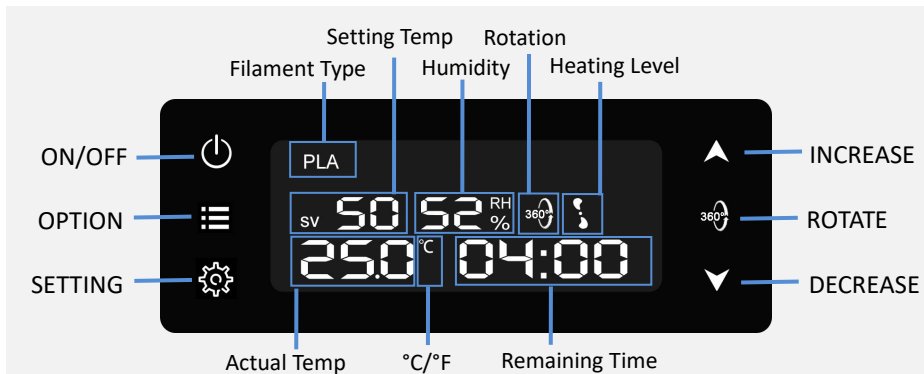 Setting Temp Rotation
Filament Type Humidity Heating Level
ON/OFF PLA INCREASE
OPTION SV 50 52 RH % 360° 360° ROTATE
25.0 °C 04:00
SETTING DECREASE
Actual Temp °C/°F Remaining Time